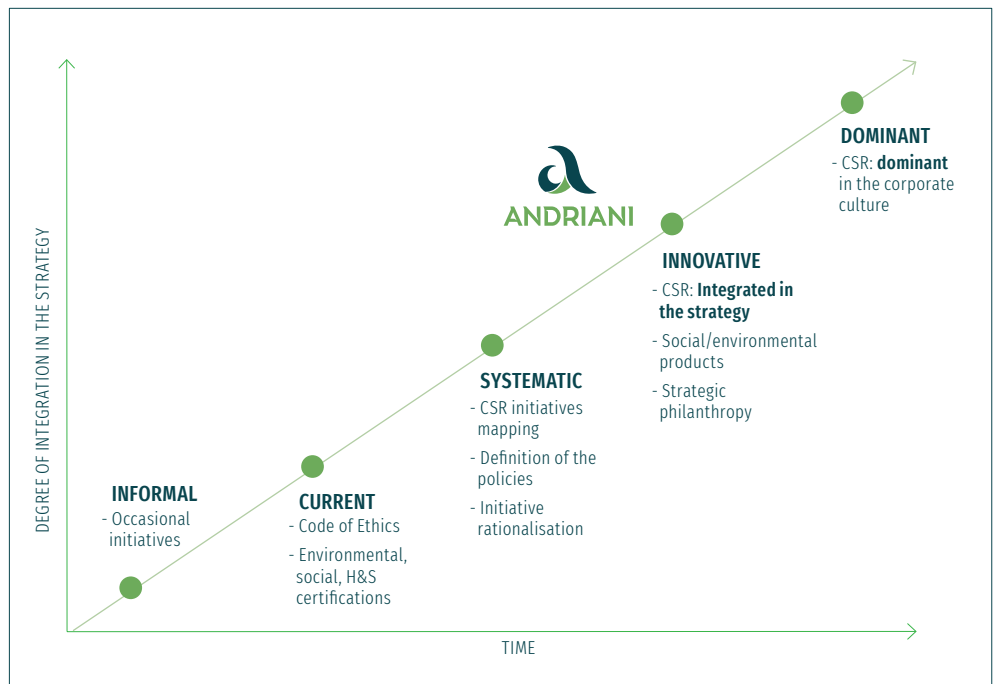 DEGREE OF INTEGRATION IN THE STRATEGY
INFORMAL
- Occasional
initiatives
CURRENT
- Code of Ethics
- Environmental,
social, H&S
certifications
SYSTEMATIC
- CSR initiatives
mapping
- Definition of the
policies
- Initiative
rationalisation
ANDRIANI
INNOVATIVE
- CSR: Integrated in
the strategy
- Social/environmental
products
- Strategic
philanthropy
DOMINANT
- CSR: dominant
in the corporate
culture
TIME